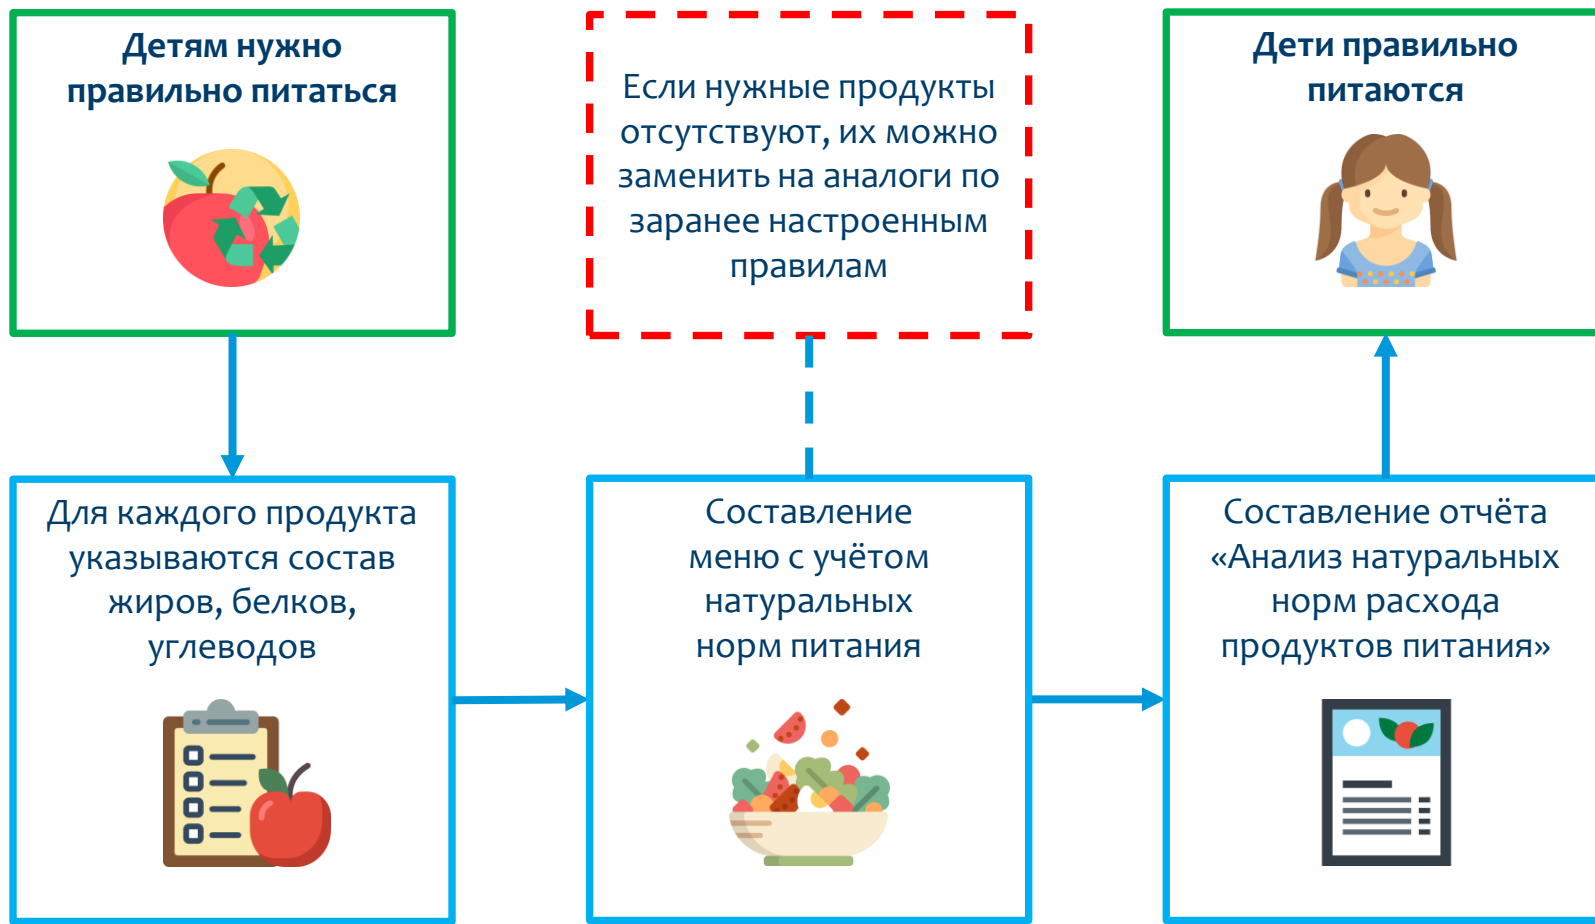 Детям нужно
правильно питаться
Если нужные продукты
отсутствуют, их можно
заменить на аналоги по
заранее настроенным
правилам
Дети правильно
питаются
Для каждого продукта
указываются состав
жиров, белков,
углеводов
Составление
меню с учётом
натуральных
норм питания
Составление отчёта
«Анализ натуральных
норм расхода
продуктов питания»